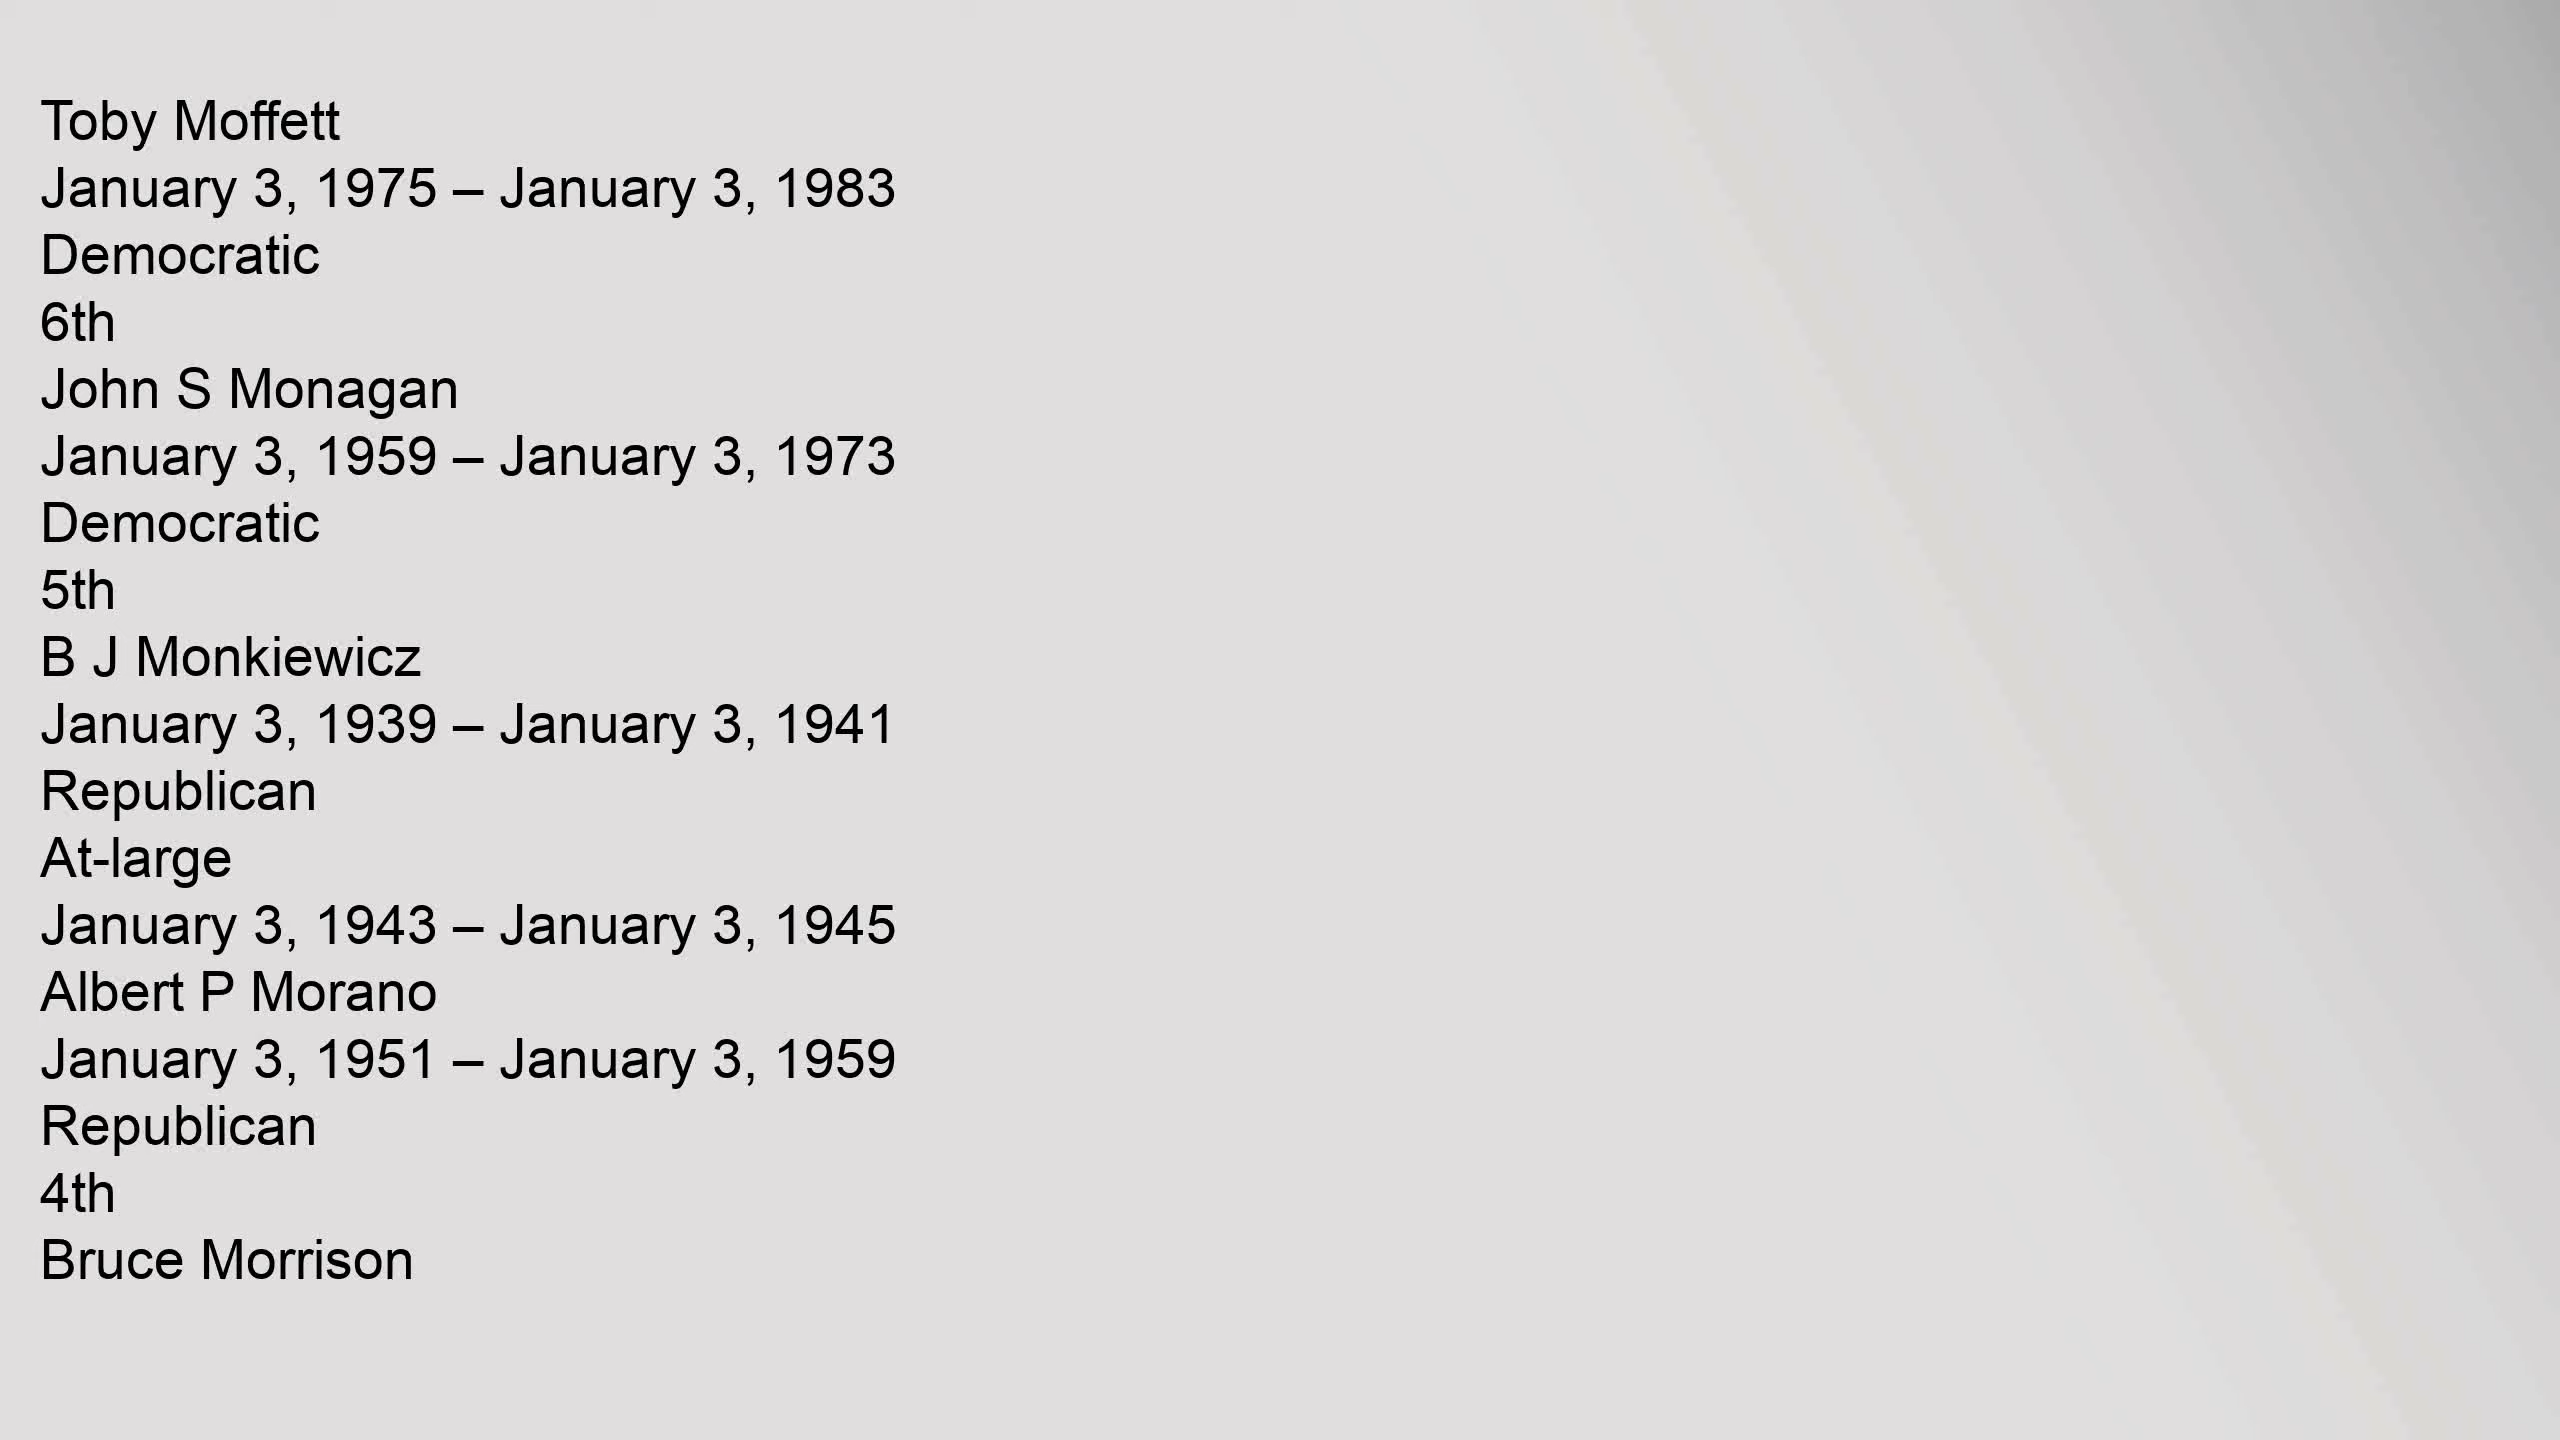 Toby Moffett
January 3, 1975 – January 3, 1983
Democratic
6th
John S Monagan
January 3, 1959 – January 3, 1973
Democratic
5th
B J Monkiewicz
January 3, 1939 – January 3, 1941
Republican
At-large
January 3, 1943 – January 3, 1945
Albert P Morano
January 3, 1951 – January 3, 1959
Republican
4th
Bruce Morrison